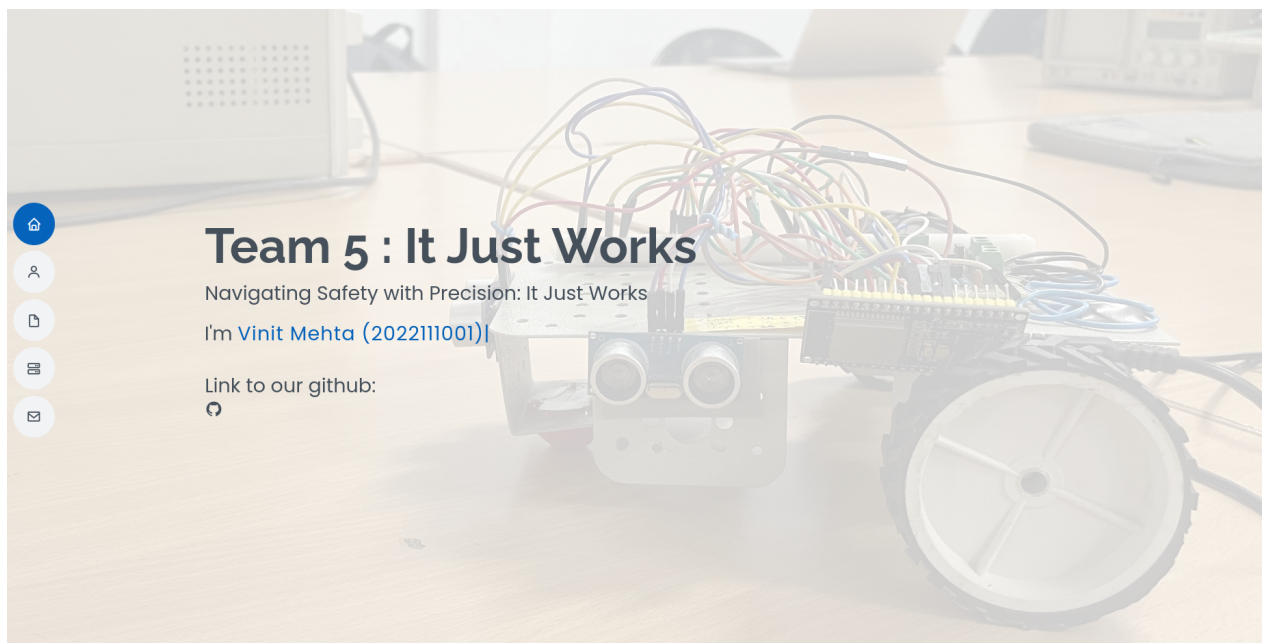 Team 5 : It Just Works
Navigating Safety with Precision: It Just Works
I'm Vinit Mehta (2022111001)|
Link to our github: